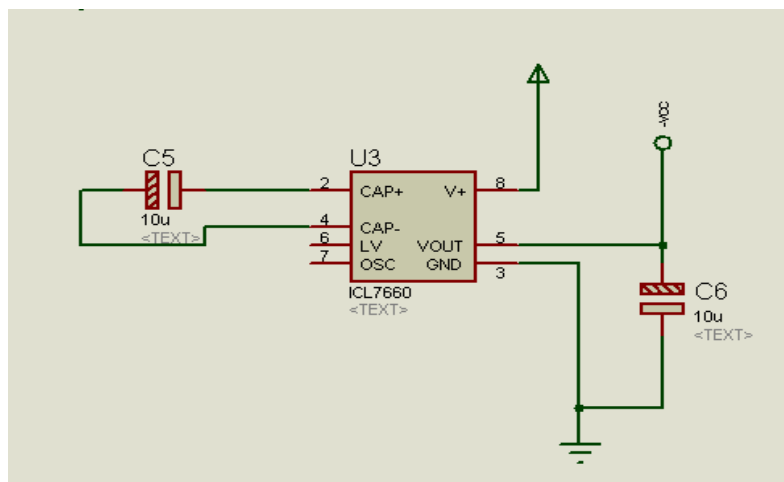 C5
10u
<TEXT>
U3
2
CAP+
V+
8
4
CAP-
6
LV
VOUT
5
7
OSC
GND
3
ICL7660
<TEXT>
C6
10u
<TEXT>